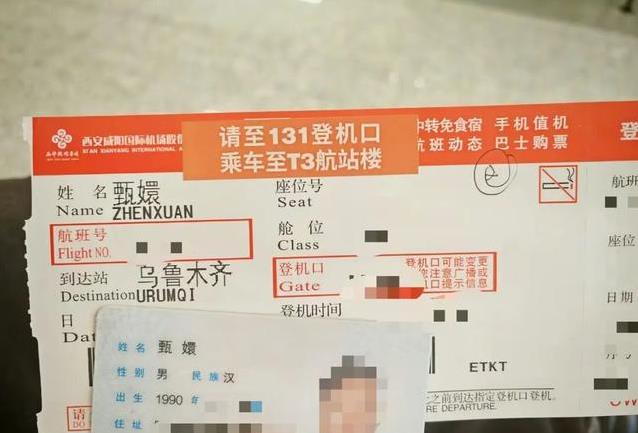 西安咸阳国际机场股份
XI'AN XIANYANG INTERNATIONAL A
请至131登机口
乘车至T3航站楼
中转免食宿 手机值机
航班动态 巴士购票
登
姓 名 甄嬛
Name ZHENXUAN
座位号
Seat
航班号
Flight NO.
舱 位
Class
航班号
座位
到达站 乌鲁木齐
Destination URUMQI
登机口
Gate
登机口可能变更
您注意广播或
口提示信息
日
Dat
登机时间
日期
姓 名 甄 嬛
性 别 男 民 族 汉
出 生 1990 年
住 址
ETKT
之前到达指定登机口登机。
RE DEPARTURE.
请
DO